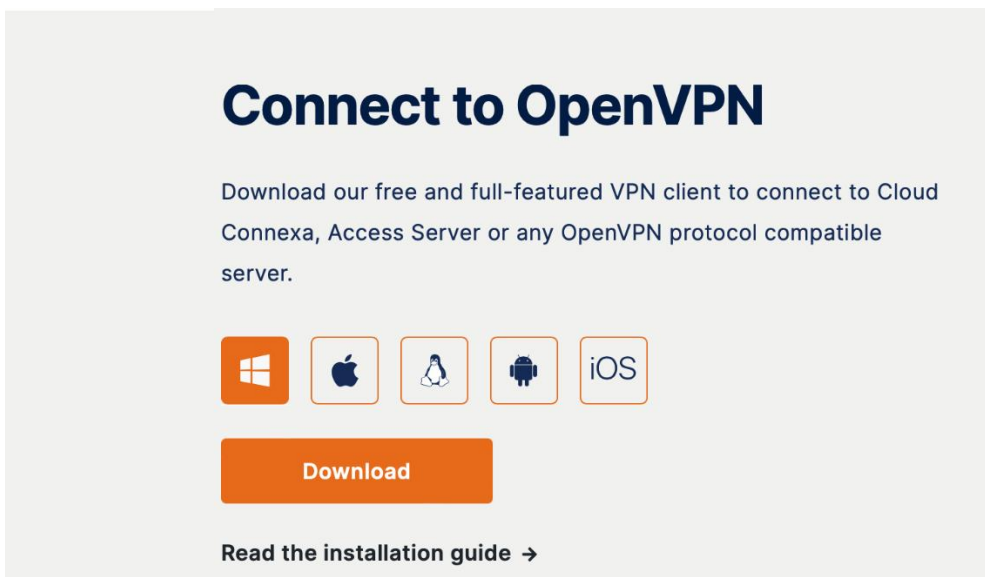 Connect to OpenVPN
Download our free and full-featured VPN client to connect to Cloud
Connexa, Access Server or any OpenVPN protocol compatible
server.
iOS
Download
Read the installation guide →